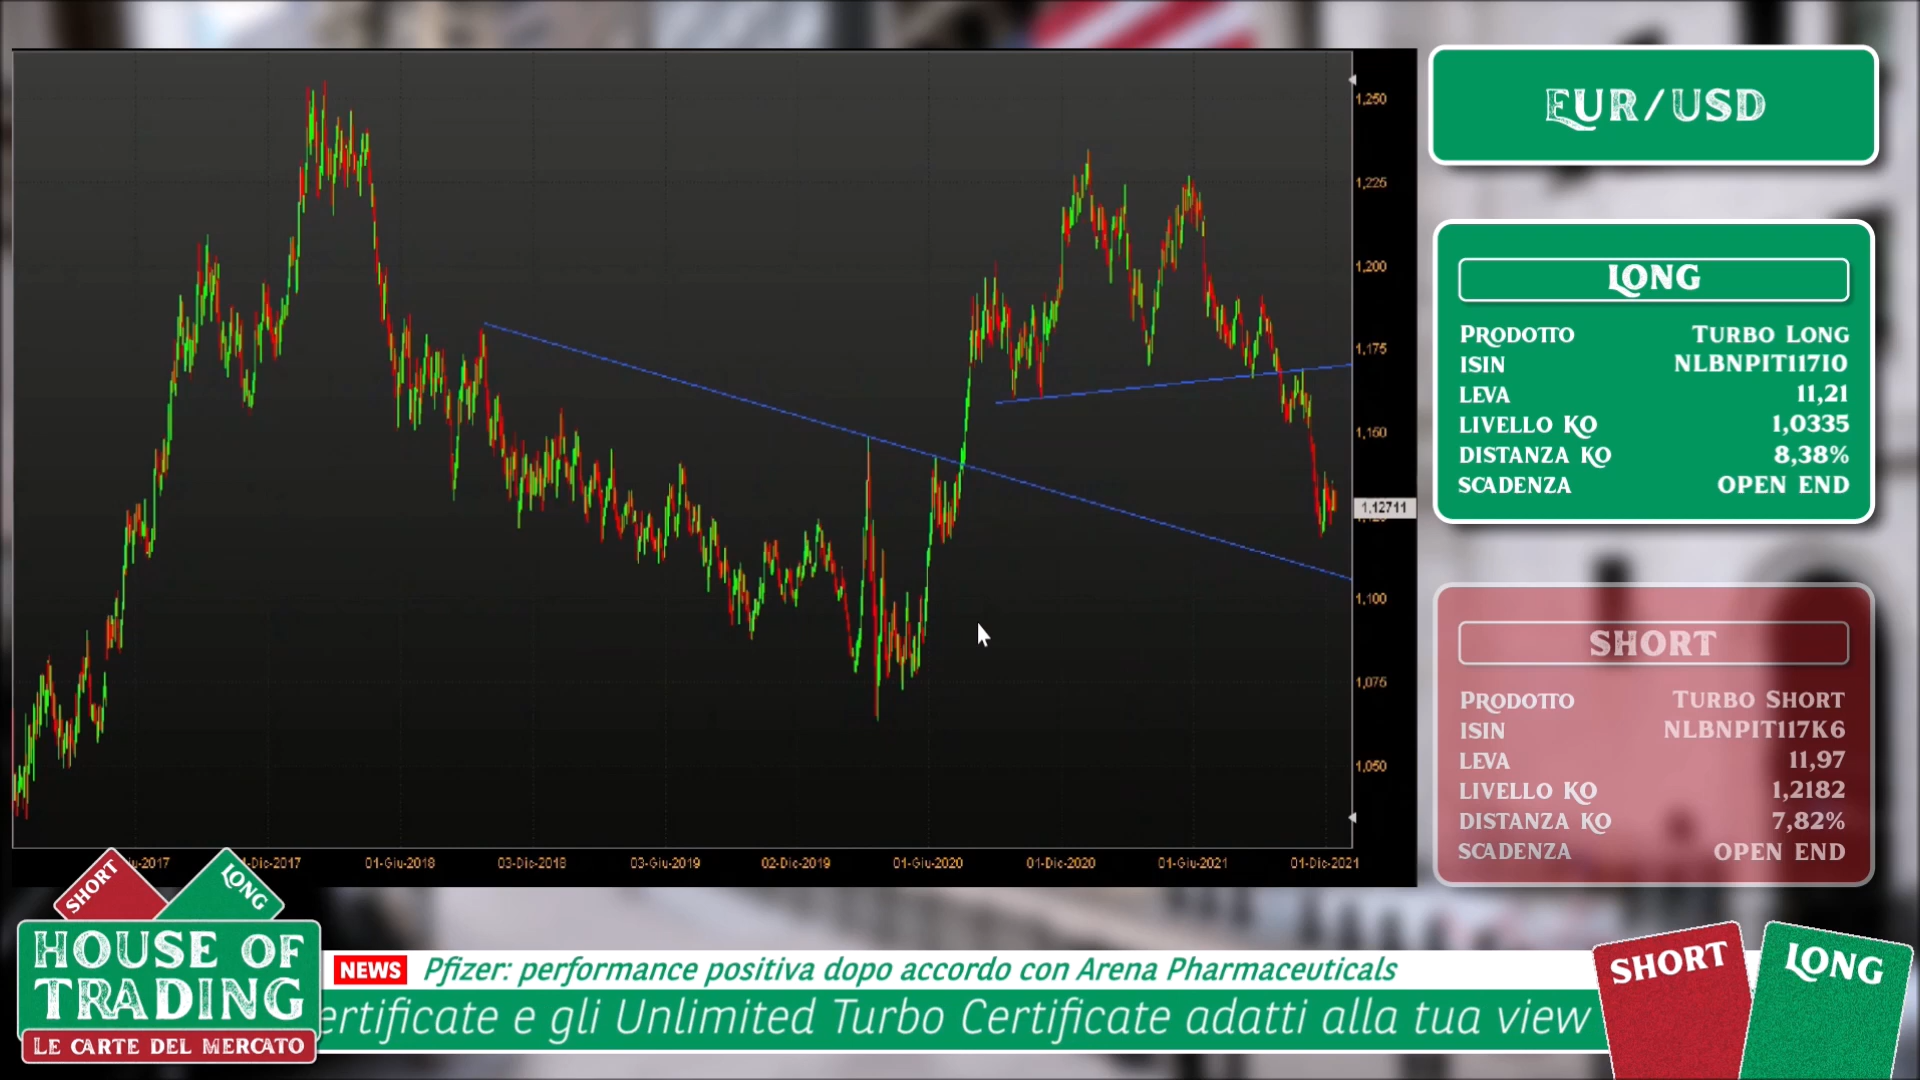 EUR/USD
1,250
1,225
1,200
1,175
1,150
1,12711
1,100
1,075
1,050
-2017
-Dic-2017
01-Giu-2018
03-Dic-2018
03-Giu-2019
02-Dic-2019
01-Giu-2020
01-Dic-2020
01-Giu-2021
01-Dic-2021
LONG
PRODOTTO TURBO LONG
ISIN NLBNPIT117I0
LEVA 11,21
LIVELLO KO 1,0335
DISTANZA KO 8,38%
SCADENZA OPEN END
SHORT
PRODOTTO TURBO SHORT
ISIN NLBNPIT117K6
LEVA 11,97
LIVELLO KO 1,2182
DISTANZA KO 7,82%
SCADENZA OPEN END
SHORT LONG
HOUSE OF
TRADING
LE CARTE DEL MERCATO
NEWS Pfizer: performance positiva dopo accordo con Arena Pharmaceuticals
ertificate e gli Unlimited Turbo Certificate adatti alla tua view
SHORT LONG